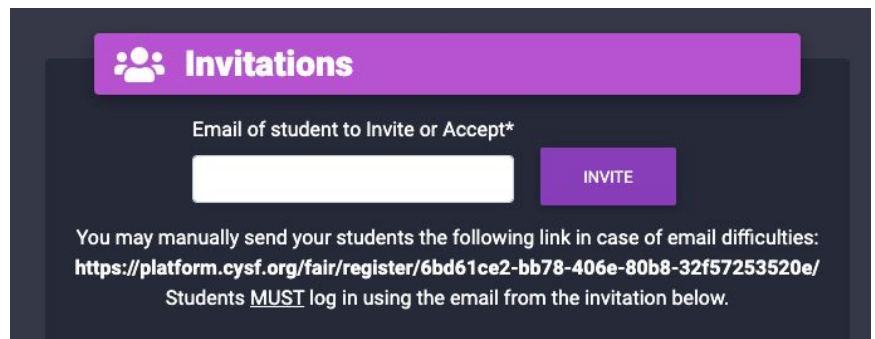 Invitations
Email of student to Invite or Accept*
INVITE
You may manually send your students the following link in case of email difficulties:
https://platform.cysf.org/fair/register/6bd61ce2-bb78-406e-80b8-32f57253520e/
Students MUST log in using the email from the invitation below.